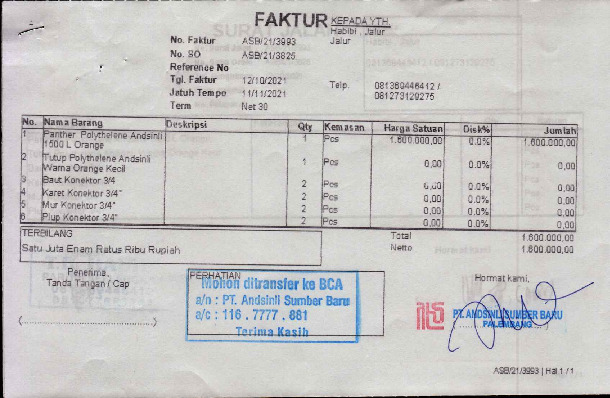 FAKTUR
KEPADA YTH.
Habibi , Jalur
Jalur
No. Faktur ASB/21/3993
No. SO ASB/21/3825
Reference No
Tgl. Faktur 12/10/2021
Jatuh Tempo 11/11/2021
Term Net 30
Telp. 081369446412 /
081273129275
No. Nama Barang Deskripsi Qty Kemasan Harga Satuan Disk% Jumlah
1 Panther Polythelene Andsinli 1 Pcs 1.600.000,00 0.0% 1.600.000,00
1500 L Orange
2 Tutup Polythelene Andsinli 1 Pcs 0,00 0.0% 0,00
Warna Orange Kecil
3 Baut Konektor 3/4 2 Pcs 0,00 0.0% 0,00
4 Karet Konektor 3/4" 2 Pcs 0,00 0.0% 0,00
5 Mur Konektor 3/4" 2 Pcs 0,00 0.0% 0,00
6 Plup Konektor 3/4" 2 Pcs 0,00 0.0% 0,00
TERBILANG
Satu Juta Enam Ratus Ribu Rupiah
Total 1.600.000,00
Netto 1.600.000,00
Penerima,
Tanda Tangan / Cap
PERHATIAN
Mohon ditransfer ke BCA
a/n : PT. Andsinli Sumber Baru
a/c : 116 . 7777 . 881
Terima Kasih
Hormat kami,
PT. ANDSINLI SUMBER BARU
PALEMBANG
ASB/21/3993 | Hal 1 / 1